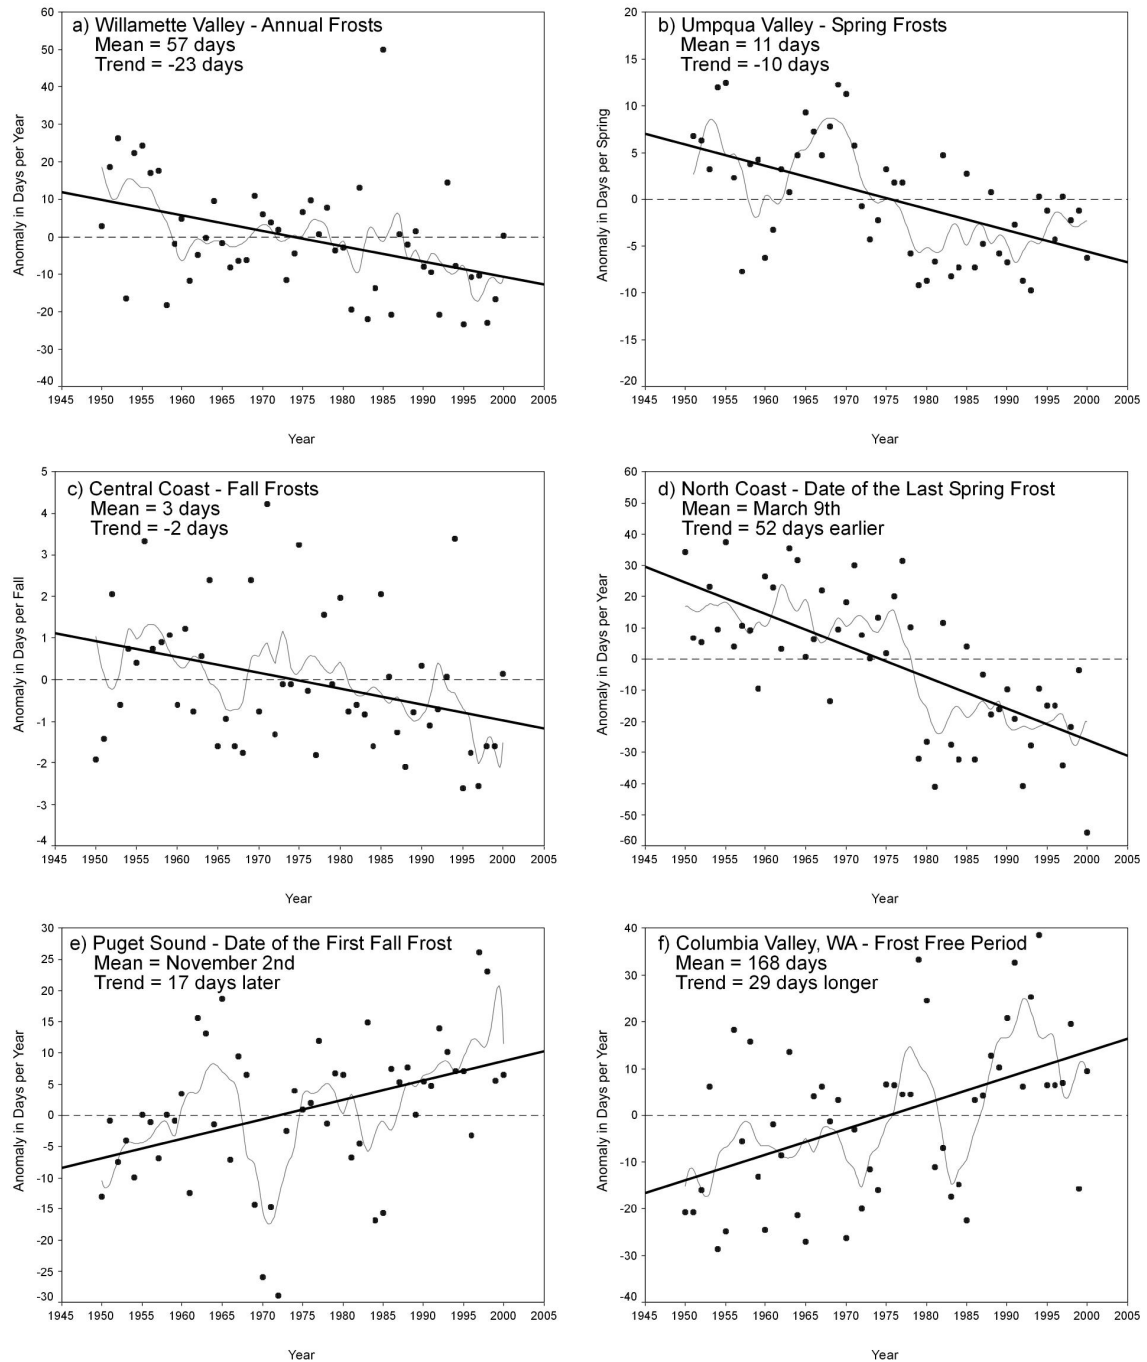 a) Willamette Valley - Annual Frosts
Mean = 57 days
Trend = -23 days
Anomaly in Days per Year
60
50
40
30
20
10
0
-10
-20
-30
-40
1945 1950 1955 1960 1965 1970 1975 1980 1985 1990 1995 2000 2005
Year
b) Umpqua Valley - Spring Frosts
Mean = 11 days
Trend = -10 days
Anomaly in Days per Spring
20
15
10
5
0
-5
-10
-15
-20
1945 1950 1955 1960 1965 1970 1975 1980 1985 1990 1995 2000 2005
Year
c) Central Coast - Fall Frosts
Mean = 3 days
Trend = -2 days
Anomaly in Days per Fall
5
4
3
2
1
0
-1
-2
-3
-4
1945 1950 1955 1960 1965 1970 1975 1980 1985 1990 1995 2000 2005
Year
d) North Coast - Date of the Last Spring Frost
Mean = March 9th
Trend = 52 days earlier
Anomaly in Days per Year
60
50
40
30
20
10
0
-10
-20
-30
-40
-50
-60
1945 1950 1955 1960 1965 1970 1975 1980 1985 1990 1995 2000 2005
Year
e) Puget Sound - Date of the First Fall Frost
Mean = November 2nd
Trend = 17 days later
Anomaly in Days per Year
30
25
20
15
10
5
0
-5
-10
-15
-20
-25
-30
1945 1950 1955 1960 1965 1970 1975 1980 1985 1990 1995 2000 2005
Year
f) Columbia Valley, WA - Frost Free Period
Mean = 168 days
Trend = 29 days longer
Anomaly in Days per Year
40
30
20
10
0
-10
-20
-30
-40
1945 1950 1955 1960 1965 1970 1975 1980 1985 1990 1995 2000 2005
Year